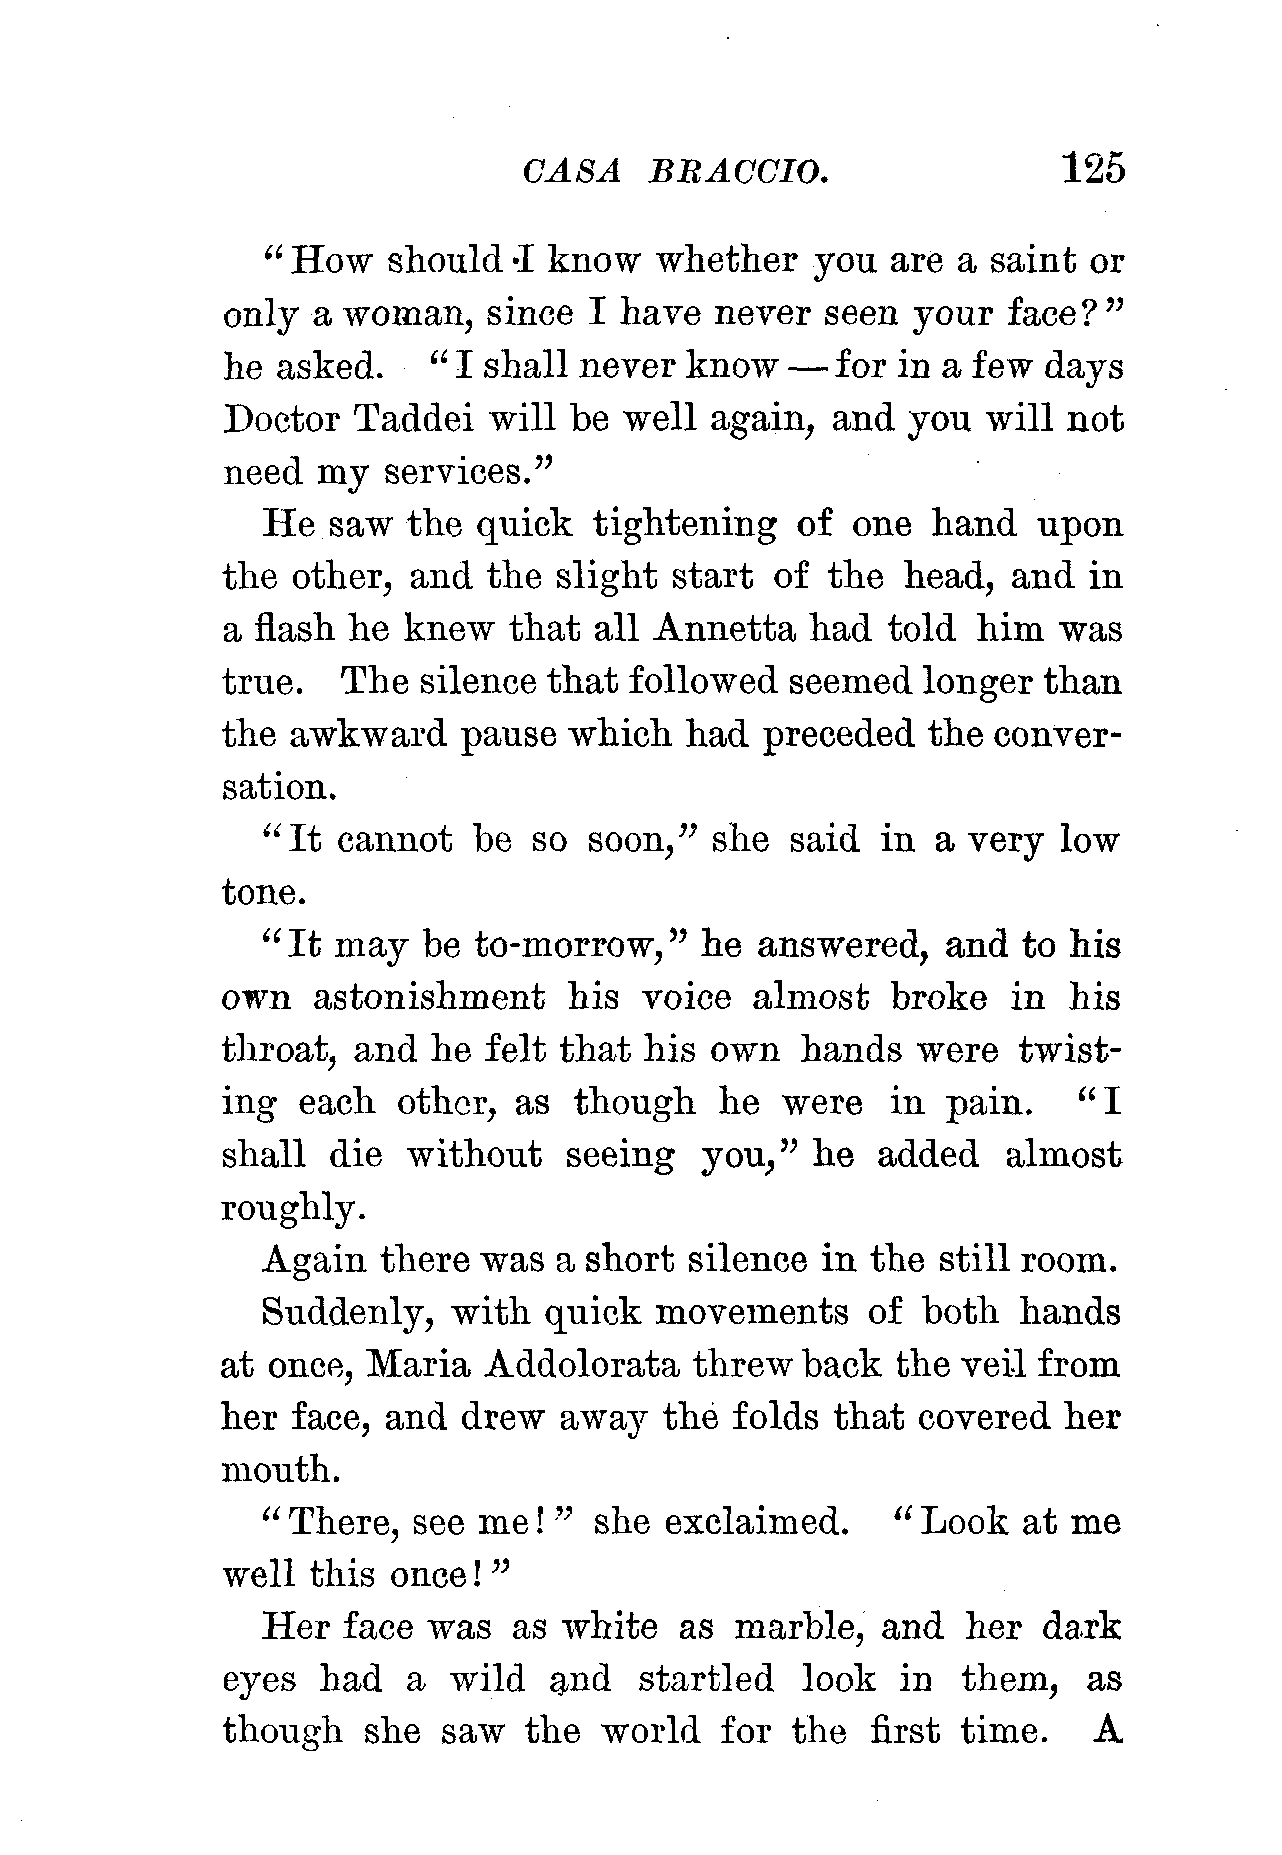 CASA BRACCIO. 125
"How should I know whether you are a saint or
only a woman, since I have never seen your face?"
he asked. "I shall never know — for in a few days
Doctor Taddei will be well again, and you will not
need my services."
He saw the quick tightening of one hand upon
the other, and the slight start of the head, and in
a flash he knew that all Annetta had told him was
true. The silence that followed seemed longer than
the awkward pause which had preceded the conver-
sation.
"It cannot be so soon," she said in a very low
tone.
"It may be to-morrow," he answered, and to his
own astonishment his voice almost broke in his
throat, and he felt that his own hands were twist-
ing each other, as though he were in pain. "I
shall die without seeing you," he added almost
roughly.
Again there was a short silence in the still room.
Suddenly, with quick movements of both hands
at once, Maria Addolorata threw back the veil from
her face, and drew away the folds that covered her
mouth.
"There, see me!" she exclaimed. "Look at me
well this once!"
Her face was as white as marble, and her dark
eyes had a wild and startled look in them, as
though she saw the world for the first time. A